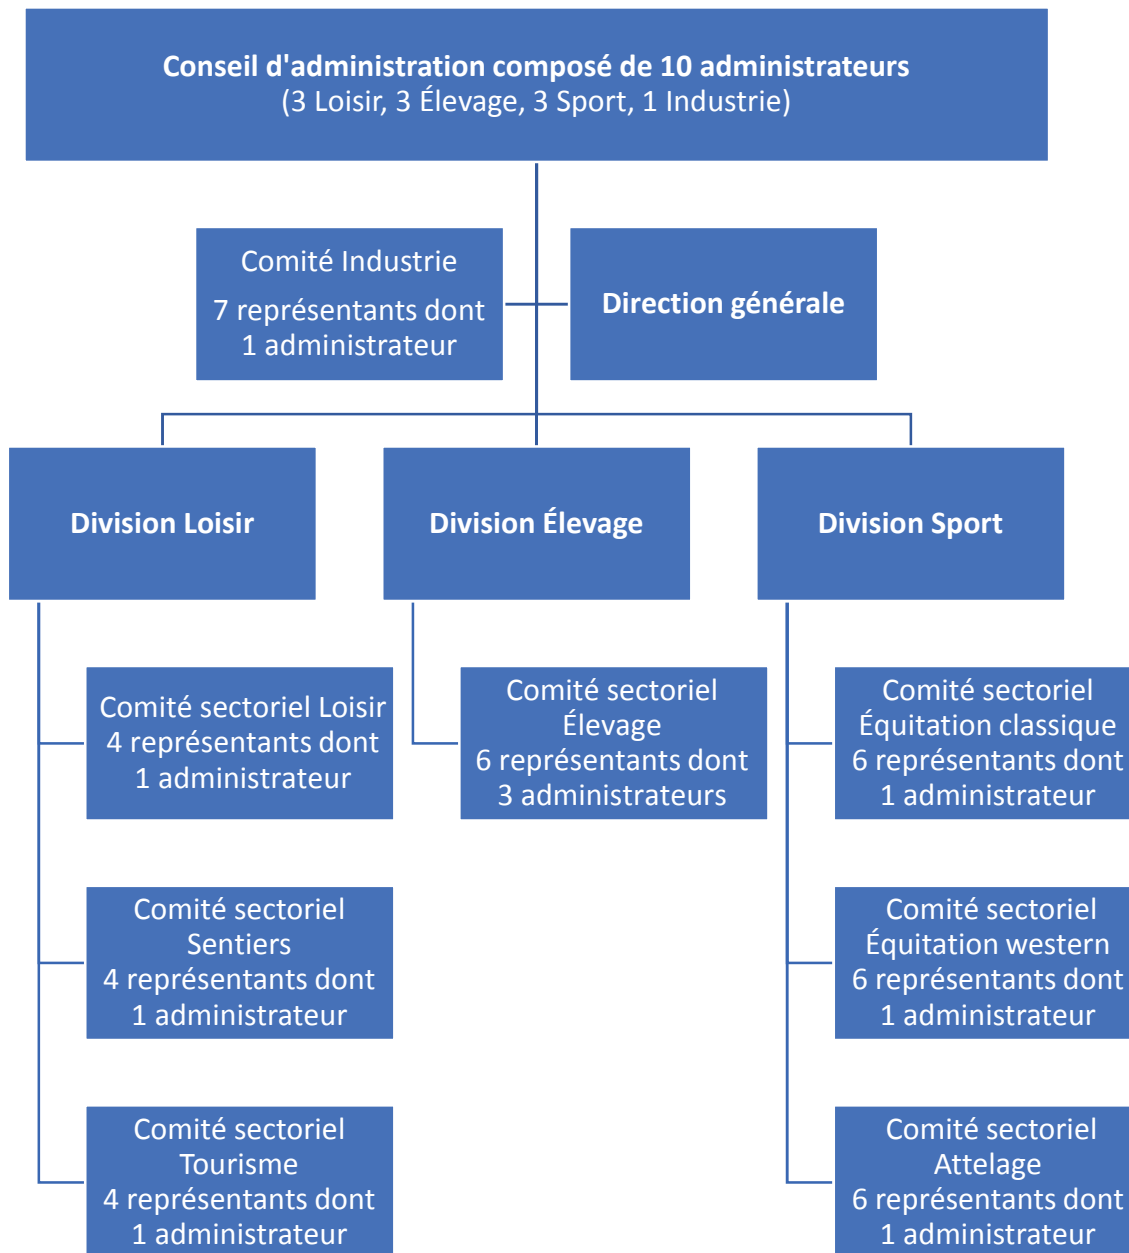 Conseil d'administration composé de 10 administrateurs
(3 Loisir, 3 Élevage, 3 Sport, 1 Industrie)
Comité Industrie
7 représentants dont
1 administrateur
Direction générale
Division Loisir
Division Élevage
Division Sport
Comité sectoriel Loisir
4 représentants dont
1 administrateur
Comité sectoriel
Élevage
6 représentants dont
3 administrateurs
Comité sectoriel
Équitation classique
6 représentants dont
1 administrateur
Comité sectoriel
Sentiers
4 représentants dont
1 administrateur
Comité sectoriel
Équitation western
6 représentants dont
1 administrateur
Comité sectoriel
Tourisme
4 représentants dont
1 administrateur
Comité sectoriel
Attelage
6 représentants dont
1 administrateur